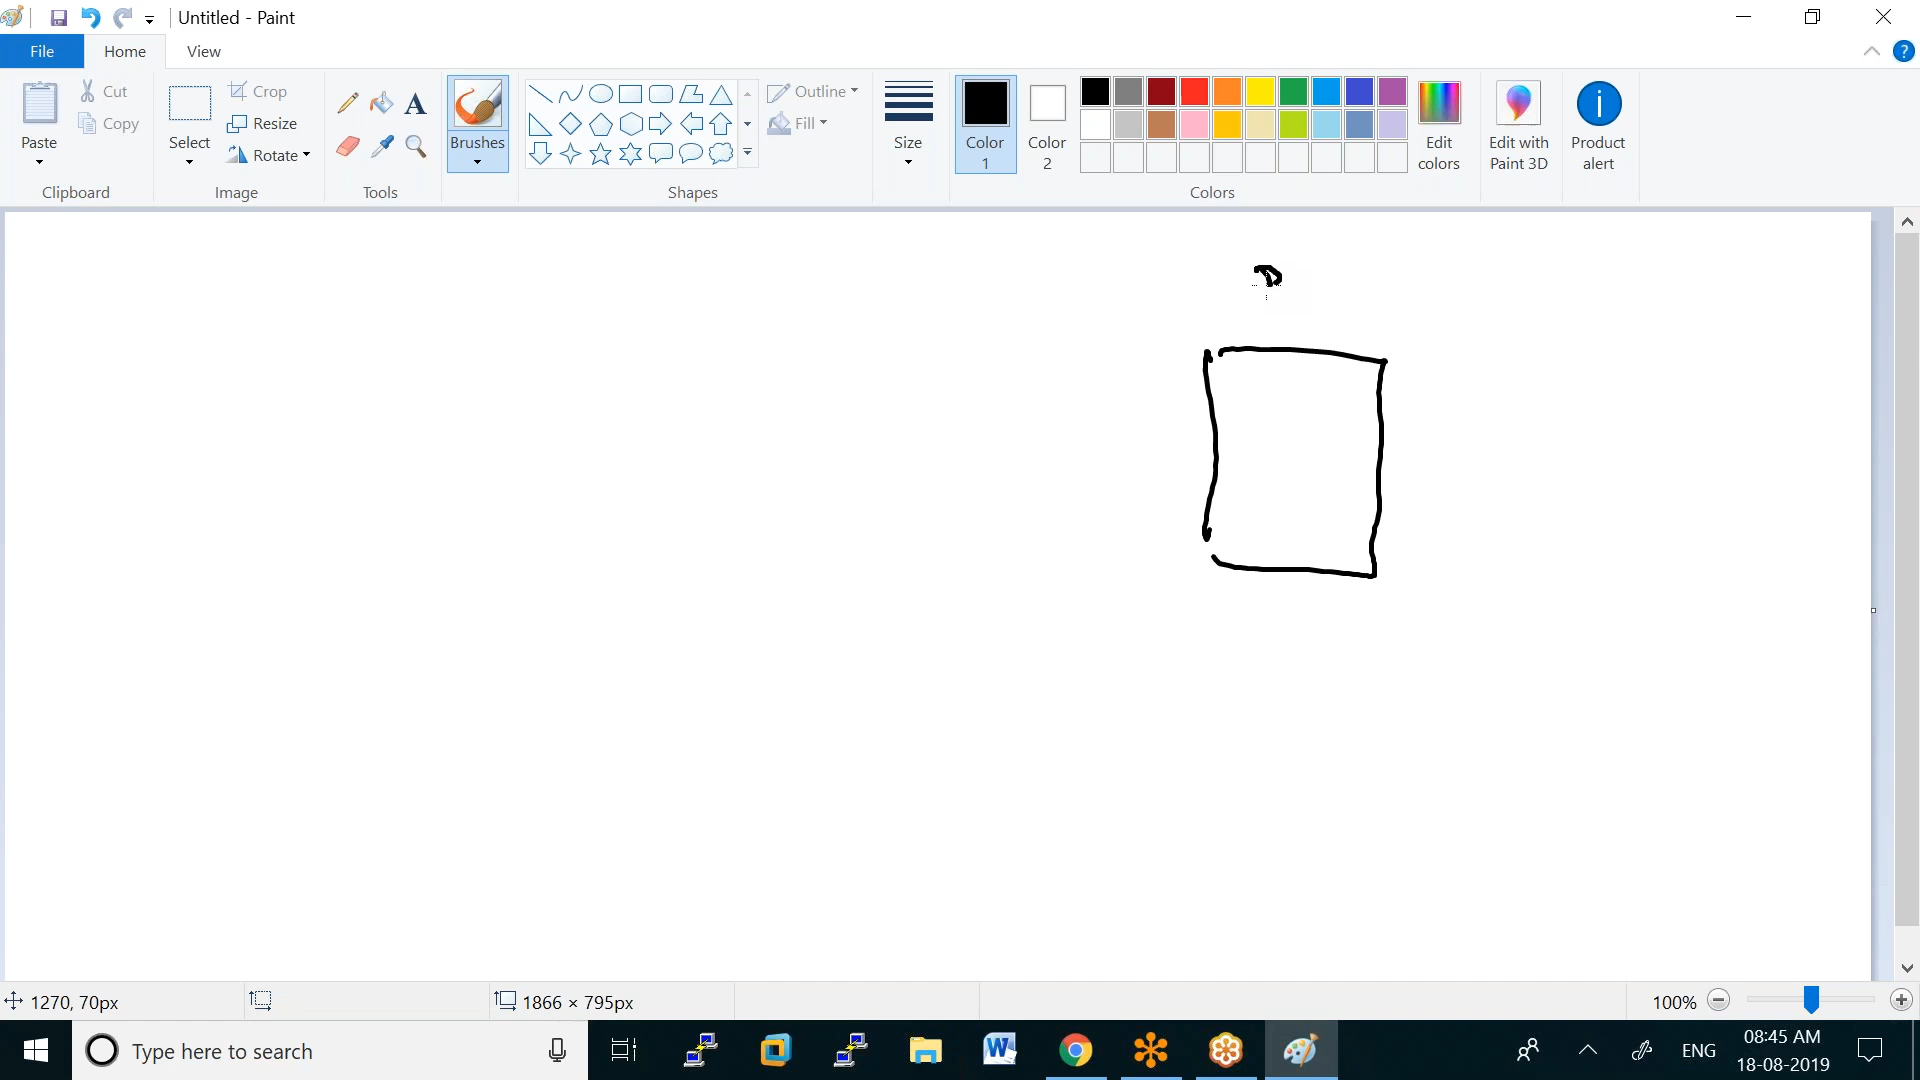 Untitled - Paint
File
Home
View
Paste
Cut
Copy
Clipboard
Select
Crop
Resize
Rotate
Image
A
Tools
Brushes
Shapes
Outline
Fill
Size
Color 1
Color 2
Colors
Edit colors
Edit with Paint 3D
Product alert
1270, 70px
1866 × 795px
100%
Type here to search
ENG
08:45 AM
18-08-2019